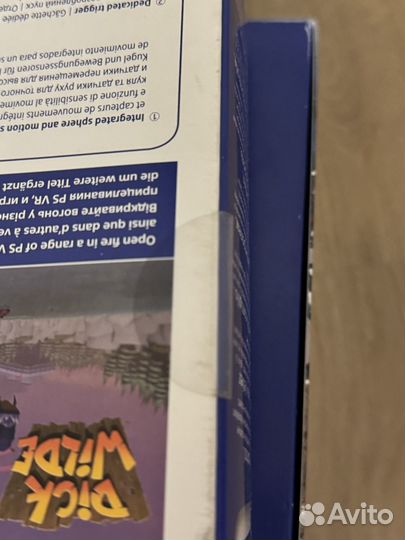 DICK
WILDE
Open fire in a range of PS V
ainsi que dans d'autres à ve
Відкривайте вогонь у різно
прицеливания PS VR, и игр
die um weitere Titel ergänzt
① Integrated sphere and motion s
et capteurs de mouvements intégr
e funzione di sensibilità al movime
куля та датчики руху для точного
и датчики перемещения для высо
Kugel und Bewegungssensoren für
de movimiento integrados para un
② Dedicated trigger | Gâchette dédiée
Avito